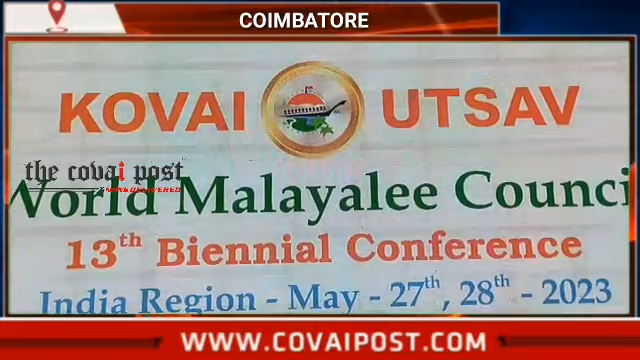 COIMBATORE
KOVAI UTSAV
the covai post
World Malayalee Counci
13th Biennial Conference
India Region - May - 27th, 28th - 2023
WWW.COVAIPOST.COM